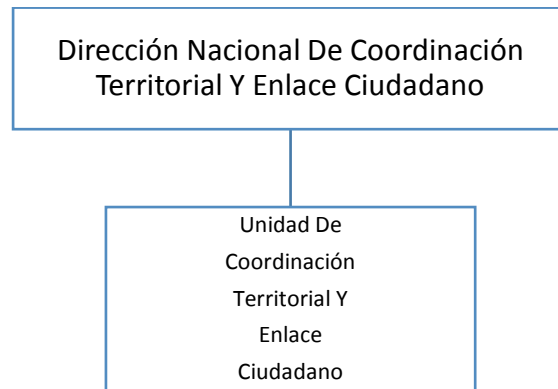 Dirección Nacional De Coordinación
Territorial Y Enlace Ciudadano
Unidad De
Coordinación
Territorial Y
Enlace
Ciudadano